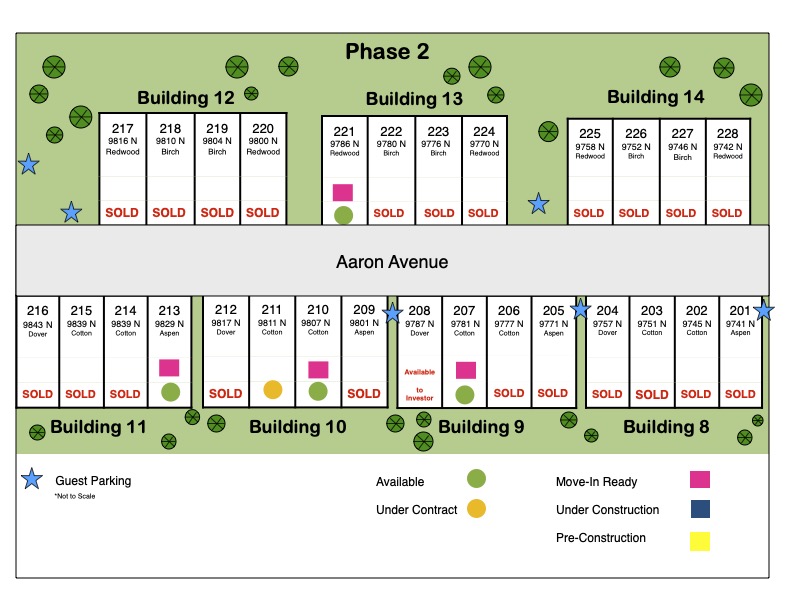 Phase 2
Building 12
Building 13
Building 14
217
9816 N
Redwood
SOLD
218
9810 N
Birch
SOLD
219
9804 N
Birch
SOLD
220
9800 N
Redwood
SOLD
221
9786 N
Redwood
222
9780 N
Birch
SOLD
223
9776 N
Birch
SOLD
224
9770 N
Redwood
SOLD
225
9758 N
Redwood
SOLD
226
9752 N
Birch
SOLD
227
9746 N
Birch
SOLD
228
9742 N
Redwood
SOLD
Aaron Avenue
216
9843 N
Dover
SOLD
215
9839 N
Cotton
SOLD
214
9839 N
Cotton
SOLD
213
9829 N
Aspen
212
9817 N
Dover
SOLD
211
9811 N
Cotton
210
9807 N
Cotton
209
9801 N
Aspen
SOLD
208
9787 N
Dover
Available
to
Investor
207
9781 N
Cotton
206
9777 N
Cotton
SOLD
205
9771 N
Aspen
SOLD
204
9757 N
Dover
SOLD
203
9751 N
Cotton
SOLD
202
9745 N
Cotton
SOLD
201
9741 N
Aspen
SOLD
Building 11
Building 10
Building 9
Building 8
Guest Parking
*Not to Scale
Available
Under Contract
Move-In Ready
Under Construction
Pre-Construction